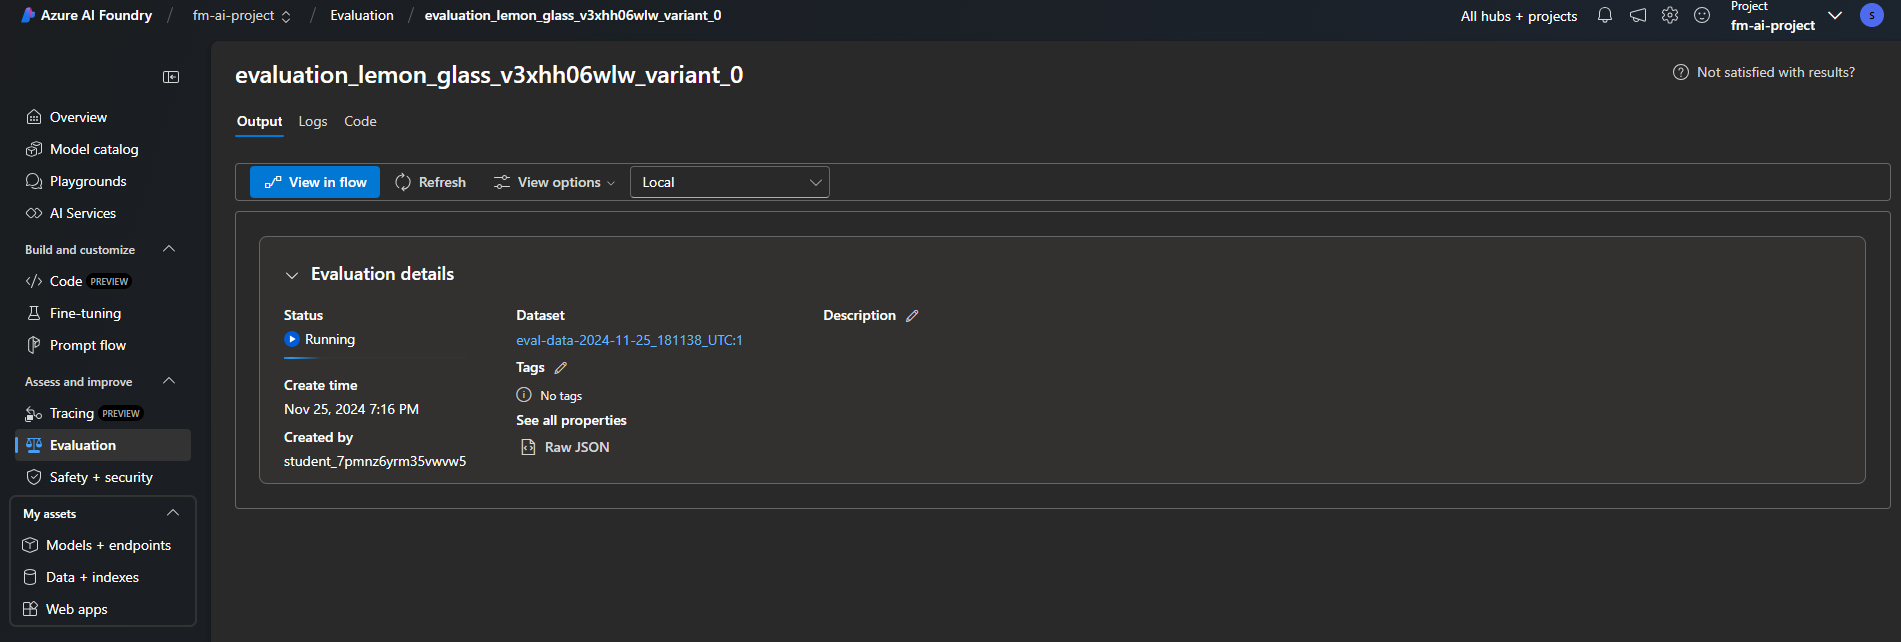 Azure AI Foundry / fm-ai-project / Evaluation / evaluation_lemon_glass_v3xhh06wlw_variant_0
All hubs + projects
Project
fm-ai-project
S
evaluation_lemon_glass_v3xhh06wlw_variant_0
Not satisfied with results?
Output Logs Code
View in flow Refresh View options Local
Overview
Model catalog
Playgrounds
AI Services
Build and customize
Code PREVIEW
Fine-tuning
Prompt flow
Assess and improve
Tracing PREVIEW
Evaluation
Safety + security
My assets
Models + endpoints
Data + indexes
Web apps
Evaluation details
Status
Running
Create time
Nov 25, 2024 7:16 PM
Created by
student_7pmnz6yrm35vwvw5
Dataset
eval-data-2024-11-25_181138_UTC:1
Tags
No tags
See all properties
Raw JSON
Description